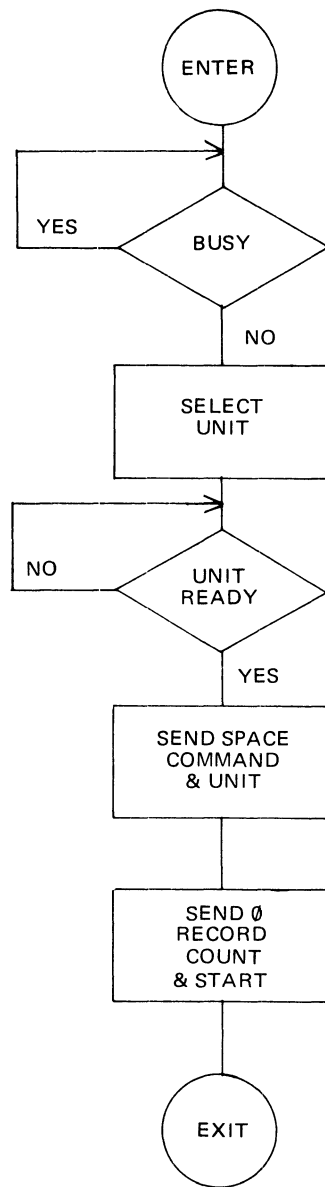 ENTER
YES
BUSY
NO
SELECT
UNIT
NO
UNIT
READY
YES
SEND SPACE
COMMAND
& UNIT
SEND Ø
RECORD
COUNT
& START
EXIT